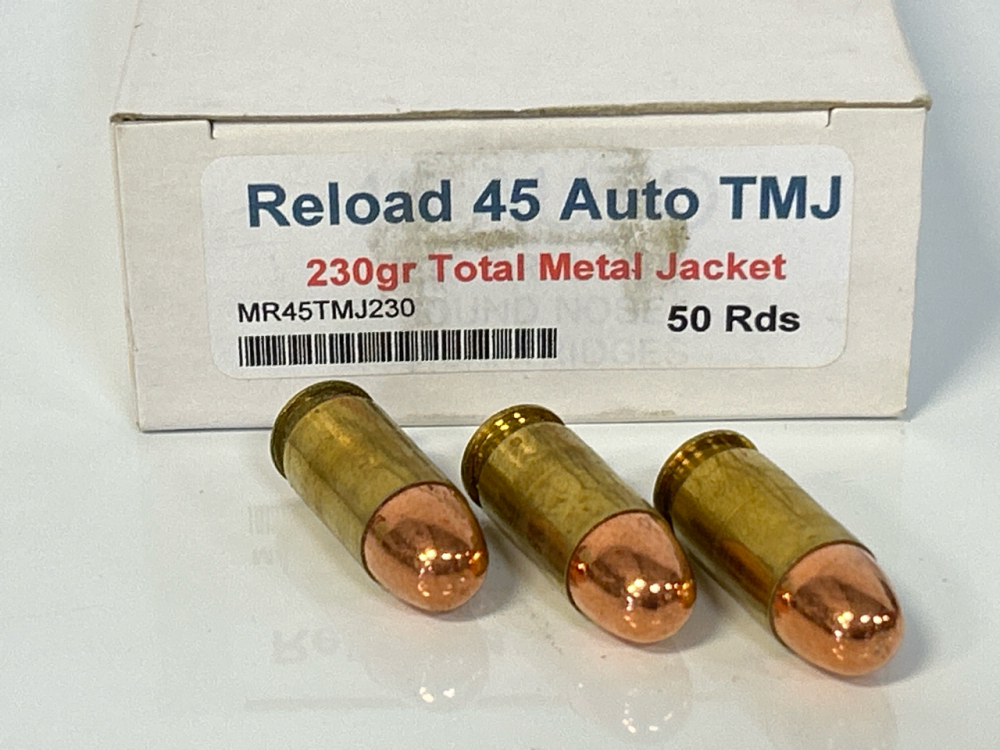 Reload 45 Auto TMJ
230gr Total Metal Jacket
MR45TMJ230
50 Rds